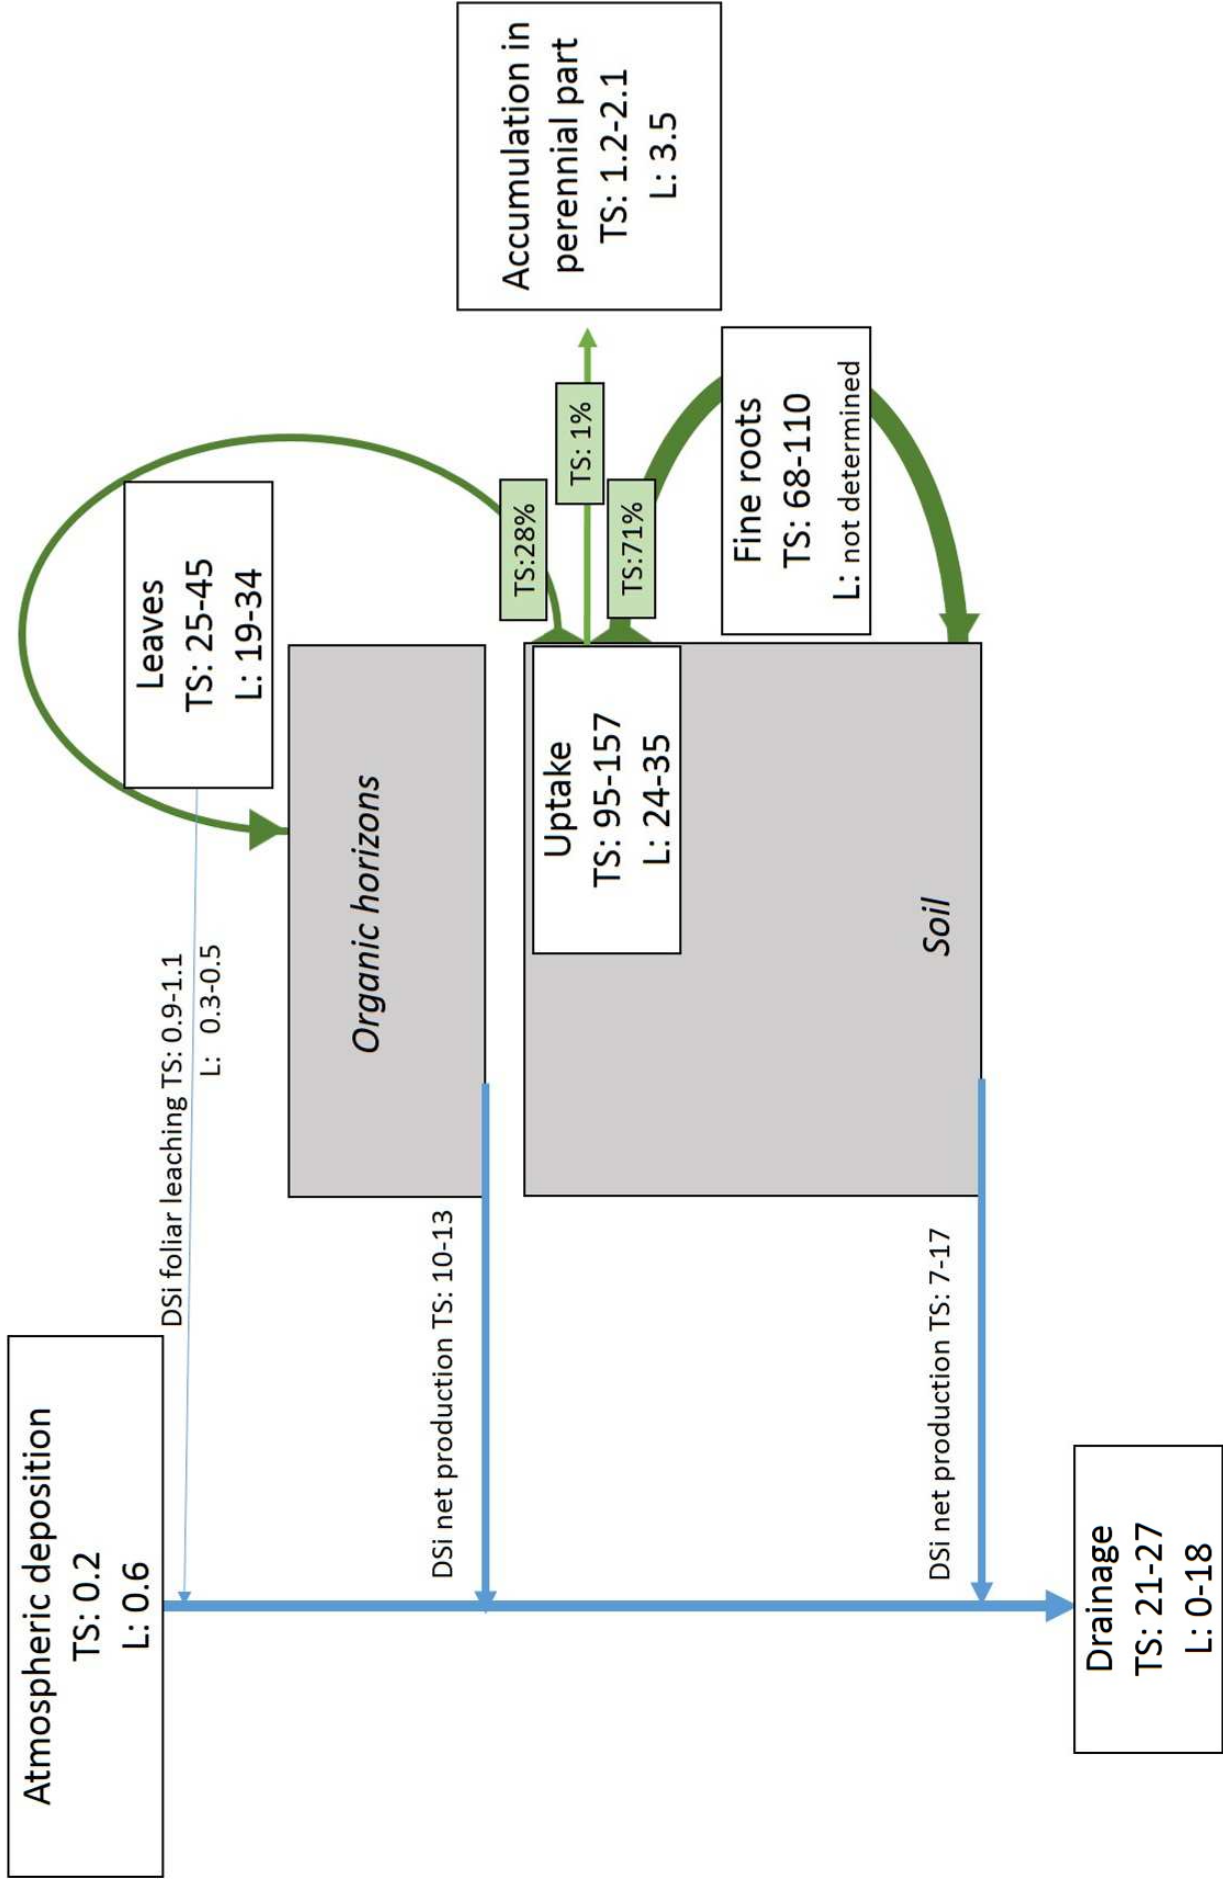 Atmospheric deposition
TS: 0.2
L: 0.6
DSi foliar leaching TS: 0.9-1.1
L: 0.3-0.5
Leaves
TS: 25-45
L: 19-34
Organic horizons
DSi net production TS: 10-13
TS:28%
TS: 1%
TS:71%
Accumulation in
perennial part
TS: 1.2-2.1
L: 3.5
Uptake
TS: 95-157
L: 24-35
Fine roots
TS: 68-110
L: not determined
Soil
DSi net production TS: 7-17
Drainage
TS: 21-27
L: 0-18